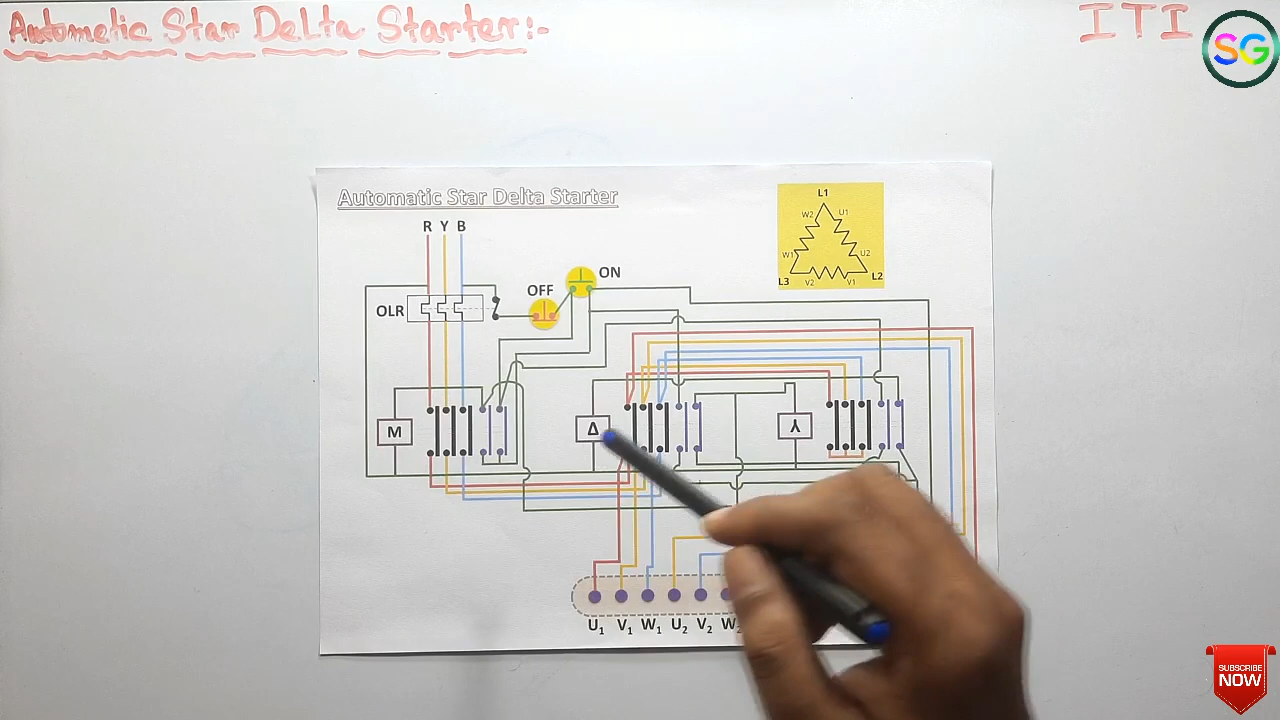 Automatic Star Delta Starter:-
ITI
SG
Automatic Star Delta Starter
L1
W2 U1
W1 U2
L3 V2 V1 L2
R Y B
ON
OFF
OLR
M
Δ
Y
U1 V1 W1 U2 V2 W2
SUBSCRIBE
NOW